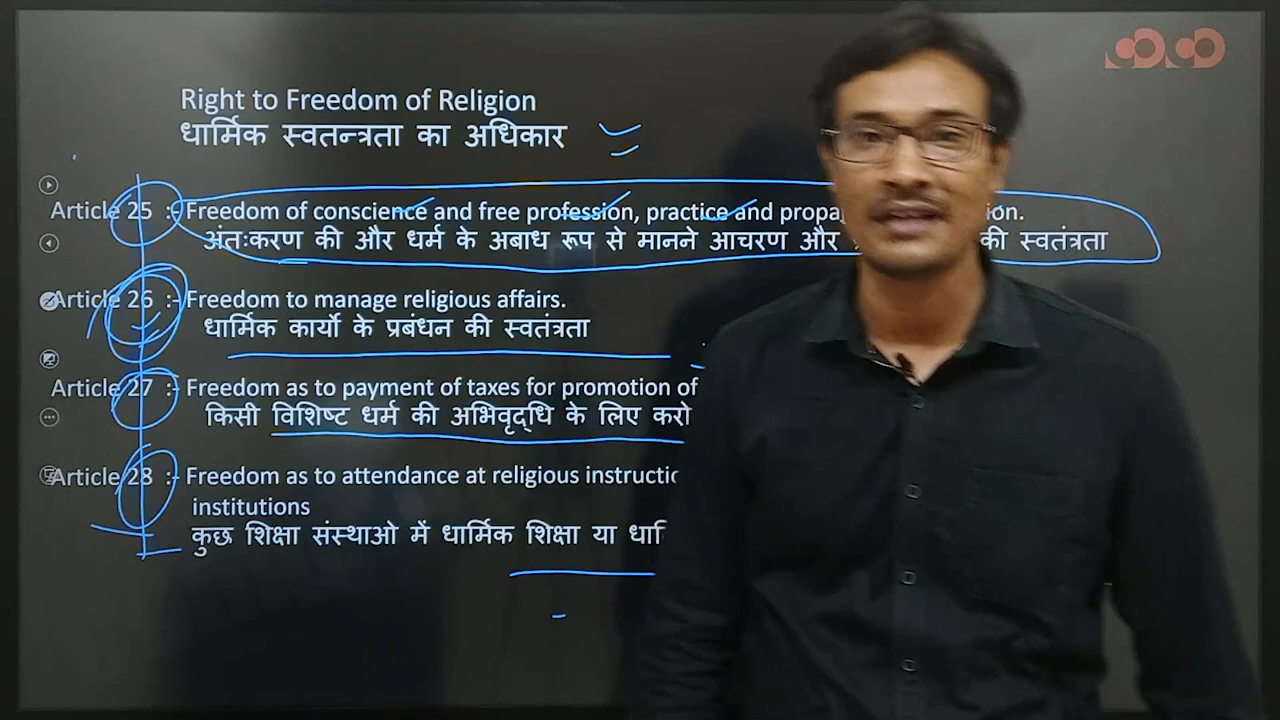 Right to Freedom of Religion
धार्मिक स्वतन्त्रता का अधिकार
Article 25 :- Freedom of conscience and free profession, practice and
अंतःकरण की और धर्म के अबाध रूप से मानने आचरण और की स्वतंत्रता
Article 26 :- Freedom to manage religious affairs.
धार्मिक कार्यो के प्रबंधन की स्वतंत्रता
Article 27 :- Freedom as to payment of taxes for promotion of
किसी विशिष्ट धर्म की अभिवृद्धि के लिए करो
Article 28 :- Freedom as to attendance at religious
institutions
कुछ शिक्षा संस्थाओ में धार्मिक शिक्षा या